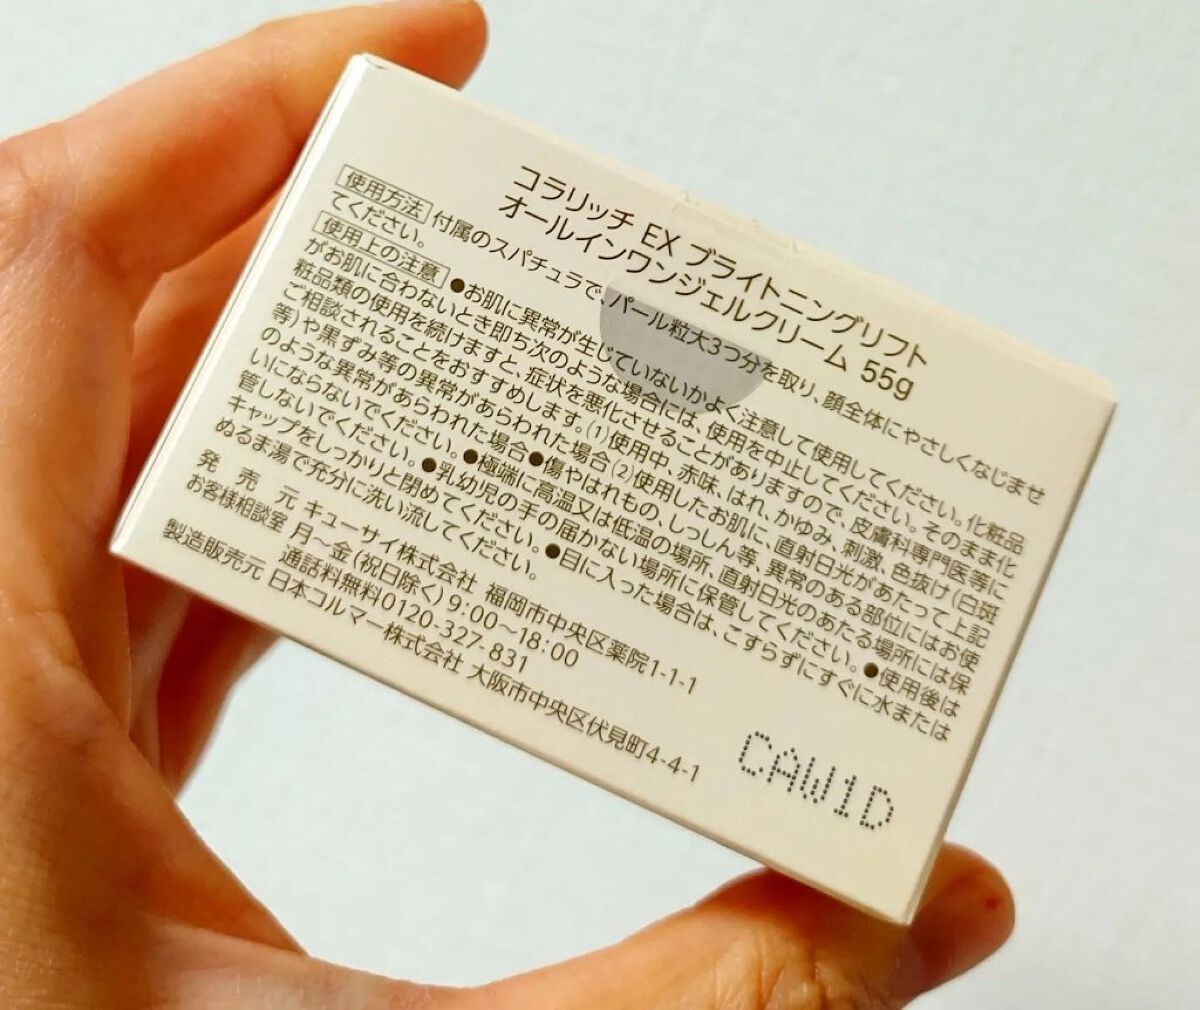 コラリッチ EX ブライトニングリフト
オールインワンジェルクリーム 55g
使用方法 付属のスパチュラで、パール粒大3つ分を取り、顔全体にやさしくなじませ
てください。
使用上の注意 ●お肌に異常が生じていないかよく注意して使用してください。化粧品
がお肌に合わないとき即ち次のような場合には、使用を中止してください。そのまま化
粧品類の使用を続けますと、症状を悪化させることがありますので、皮膚科専門医等に
ご相談されることをおすすめします。(1)使用中、赤味、はれ、かゆみ、刺激、色抜け(白斑
等)や黒ずみ等の異常があらわれた場合(2)使用したお肌に、直射日光があたって上記
のような異常があらわれた場合●傷やはれもの、しっしん等、異常のある部位にはお使
いにならないでください。●極端に高温又は低温の場所、直射日光のあたる場所には保
管しないでください。●乳幼児の手の届かない場所に保管してください。●使用後は
キャップをしっかりと閉めてください。●目に入った場合は、こすらずにすぐに水または
ぬるま湯で充分に洗い流してください。
発売元 キューサイ株式会社 福岡市中央区薬院1-1-1
お客様相談室 月～金(祝日除く)9:00～18:00
通話料無料0120-327-831
製造販売元 日本コルマー株式会社 大阪市中央区伏見町4-4-1
CAW1D